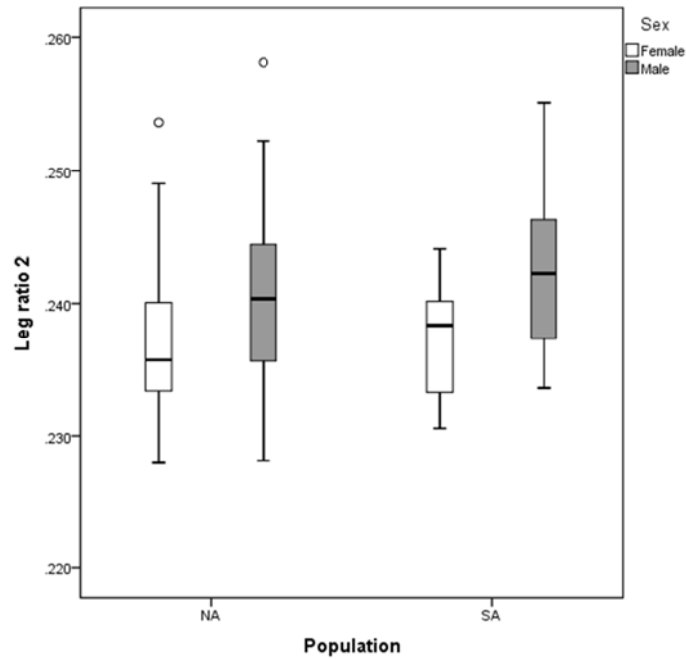 Sex
Female
Male
.260
.250
.240
.230
.220
Leg ratio 2
NA
SA
Population